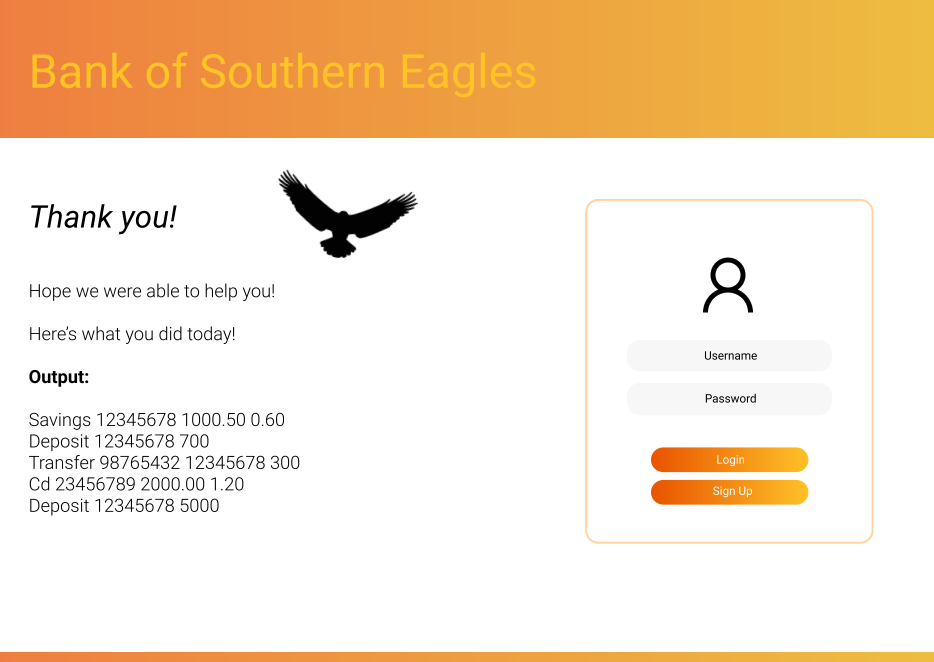 Bank of Southern Eagles
Thank you!
Hope we were able to help you!
Here's what you did today!
Output:
Savings 12345678 1000.50 0.60
Deposit 12345678 700
Transfer 98765432 12345678 300
Cd 23456789 2000.00 1.20
Deposit 12345678 5000
Username
Password
Login
Sign Up